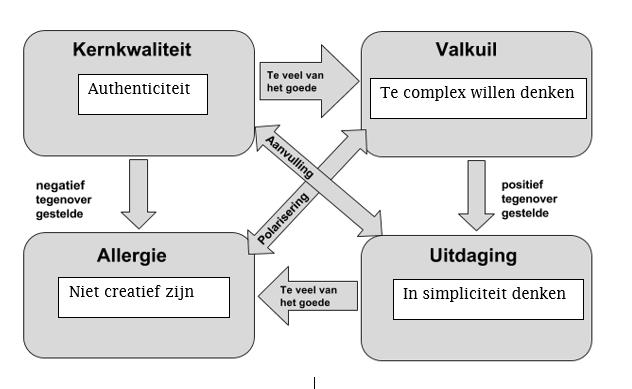 Kernkwaliteit
Authenticiteit
Te veel van
het goede
Valkuil
Te complex willen denken
negatief
tegenover
gestelde
Aanvulling
Polarisering
positief
tegenover
gestelde
Allergie
Niet creatief zijn
Te veel van
het goede
Uitdaging
In simpliciteit denken